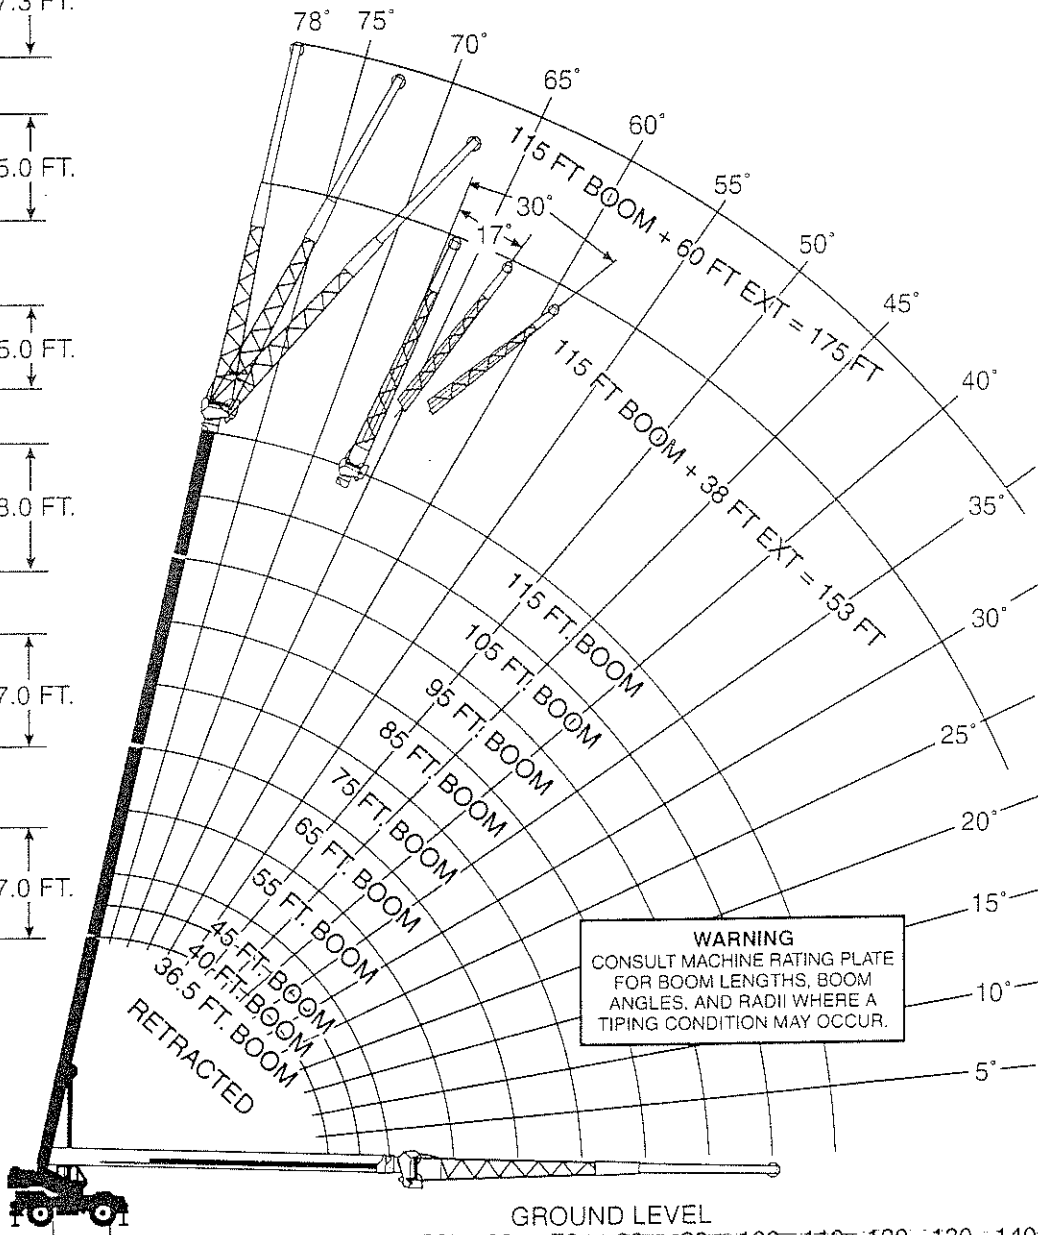 78° 75°
70°
65°
60°
55°
50°
45°
40°
35°
30°
25°
20°
15°
10°
5°
30°
17°
115 FT BOOM + 60 FT EXT = 175 FT
115 FT BOOM + 38 FT EXT = 153 FT
115 FT. BOOM
105 FT. BOOM
95 FT. BOOM
85 FT. BOOM
75 FT. BOOM
65 FT. BOOM
55 FT. BOOM
45 FT. BOOM
40 FT. BOOM
36.5 FT. BOOM
RETRACTED
7.3 FT.
5.0 FT.
5.0 FT.
8.0 FT.
7.0 FT.
7.0 FT.
WARNING
CONSULT MACHINE RATING PLATE
FOR BOOM LENGTHS, BOOM
ANGLES, AND RADII WHERE A
TIPING CONDITION MAY OCCUR.
GROUND LEVEL